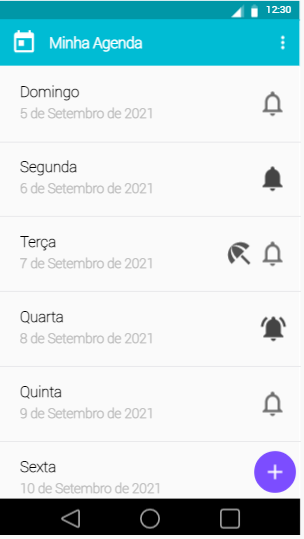 12:30
Minha Agenda
Domingo
5 de Setembro de 2021
Segunda
6 de Setembro de 2021
Terça
7 de Setembro de 2021
Quarta
8 de Setembro de 2021
Quinta
9 de Setembro de 2021
Sexta
10 de Setembro de 2021